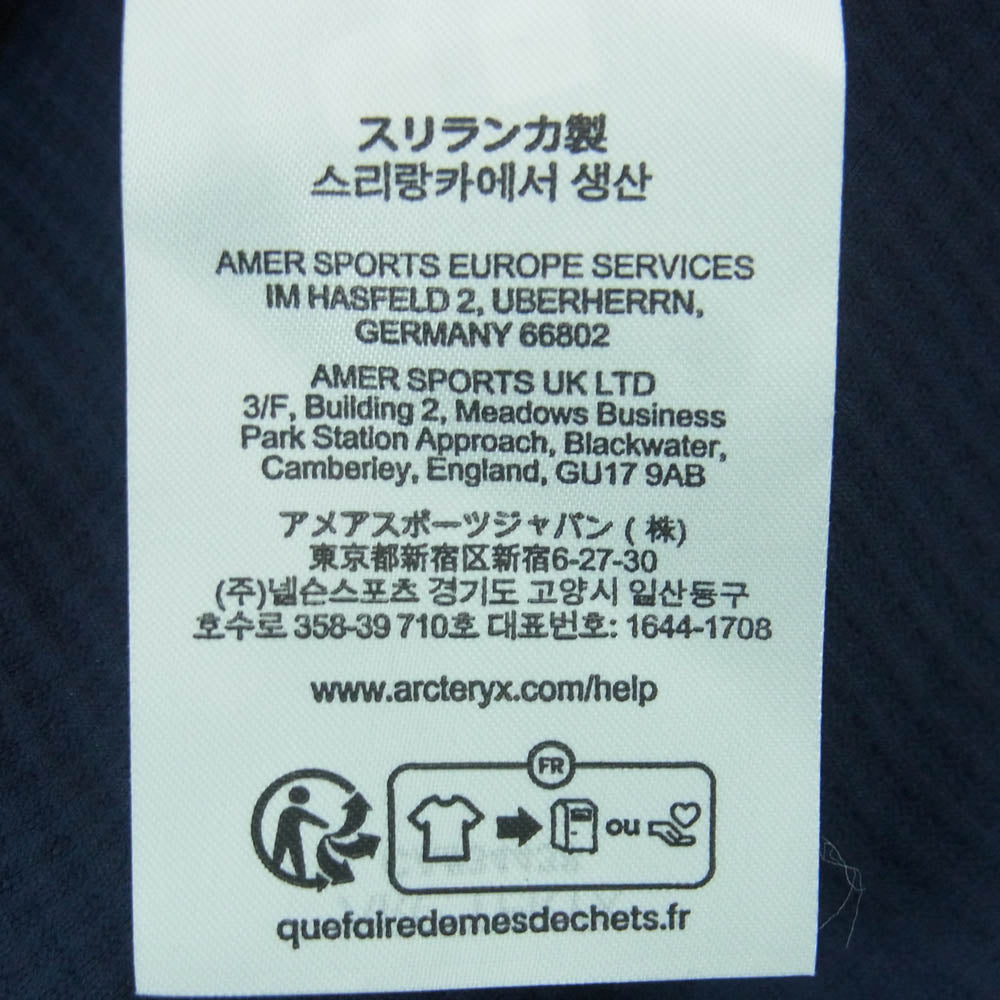 スリランカ製
스리랑카에서 생산
AMER SPORTS EUROPE SERVICES
IM HASFELD 2, UBERHERRN,
GERMANY 66802
AMER SPORTS UK LTD
3/F, Building 2, Meadows Business
Park Station Approach, Blackwater,
Camberley, England, GU17 9AB
アメアスポーツジャパン (株)
東京都新宿区新宿6-27-30
(주)넬슨스포츠 경기도 고양시 일산동구
호수로 358-39 710호 대표번호: 1644-1708
www.arcteryx.com/help
FR
ou
quefairedemesdechets.fr